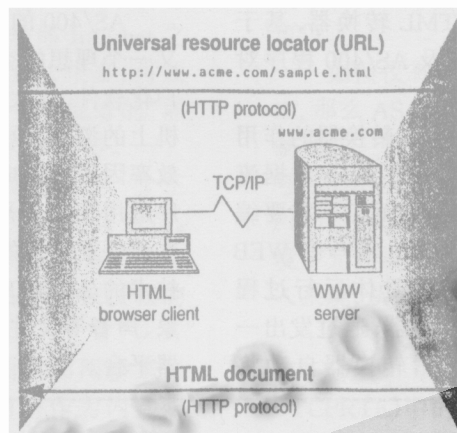 Universal resource locator (URL)
http://www.acme.com/sample.html
(HTTP protocol)
www.acme.com
TCP/IP
HTML
browser client
WWW
server
HTML document
(HTTP protocol)